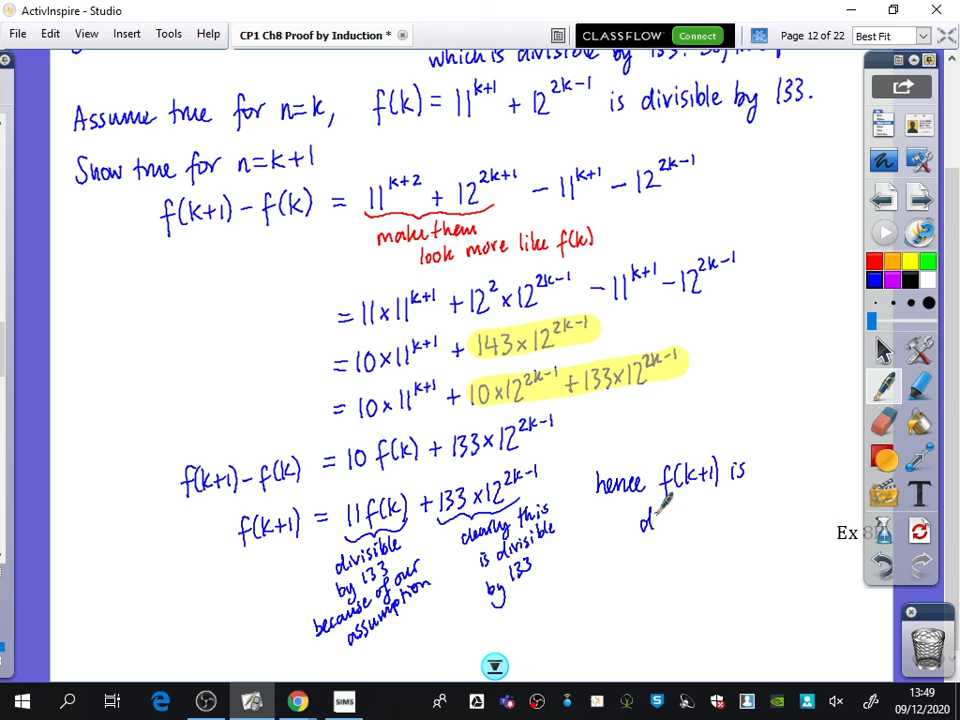 ActivInspire - Studio
File Edit View Insert Tools Help
CP1 Ch8 Proof by Induction *
CLASSFLOW Connect
Page 12 of 22
Best Fit
which is divisible by 133.
Assume true for n=k, f(k) = 11^{k+1} + 12^{2k-1} is divisible by 133.
Show true for n=k+1
f(k+1) - f(k) = 11^{k+2} + 12^{2k+1} - 11^{k+1} - 12^{2k-1}
make them
look more like f(k)
= 11×11^{k+1} + 12^2 × 12^{2k-1} - 11^{k+1} - 12^{2k-1}
= 10×11^{k+1} + 143×12^{2k-1}
= 10×11^{k+1} + 10×12^{2k-1} + 133×12^{2k-1}
f(k+1) - f(k) = 10 f(k) + 133×12^{2k-1}
f(k+1) = 11 f(k) + 133×12^{2k-1}
divisible
by 133
because of our
assumption
clearly this
is divisible
by 133
hence f(k+1) is
d
Ex 8
13:49
09/12/2020
SIMS